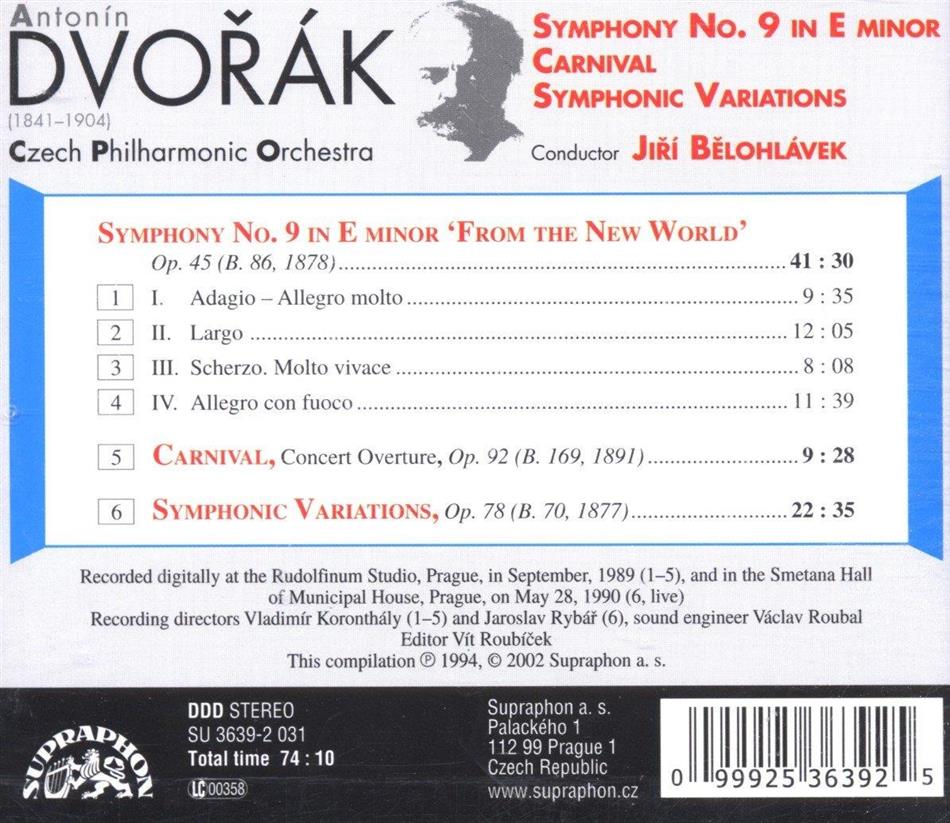 Antonín
DVOŘÁK
(1841–1904)
Czech Philharmonic Orchestra
SYMPHONY NO. 9 IN E MINOR
CARNIVAL
SYMPHONIC VARIATIONS
Conductor JIŘÍ BĚLOHLÁVEK
SYMPHONY NO. 9 IN E MINOR ‘FROM THE NEW WORLD’
Op. 45 (B. 86, 1878) 41 : 30
1 I. Adagio – Allegro molto 9 : 35
2 II. Largo 12 : 05
3 III. Scherzo. Molto vivace 8 : 08
4 IV. Allegro con fuoco 11 : 39
5 CARNIVAL, Concert Overture, Op. 92 (B. 169, 1891) 9 : 28
6 SYMPHONIC VARIATIONS, Op. 78 (B. 70, 1877) 22 : 35
Recorded digitally at the Rudolfinum Studio, Prague, in September, 1989 (1–5), and in the Smetana Hall
of Municipal House, Prague, on May 28, 1990 (6, live)
Recording directors Vladimír Koronthály (1–5) and Jaroslav Rybář (6), sound engineer Václav Roubal
Editor Vít Roubíček
This compilation ℗ 1994, © 2002 Supraphon a. s.
SUPRAPHON
DDD STEREO
SU 3639-2 031
Total time 74 : 10
LC 00358
Supraphon a. s.
Palackého 1
112 99 Prague 1
Czech Republic
www.supraphon.cz
0 99925 36392 5